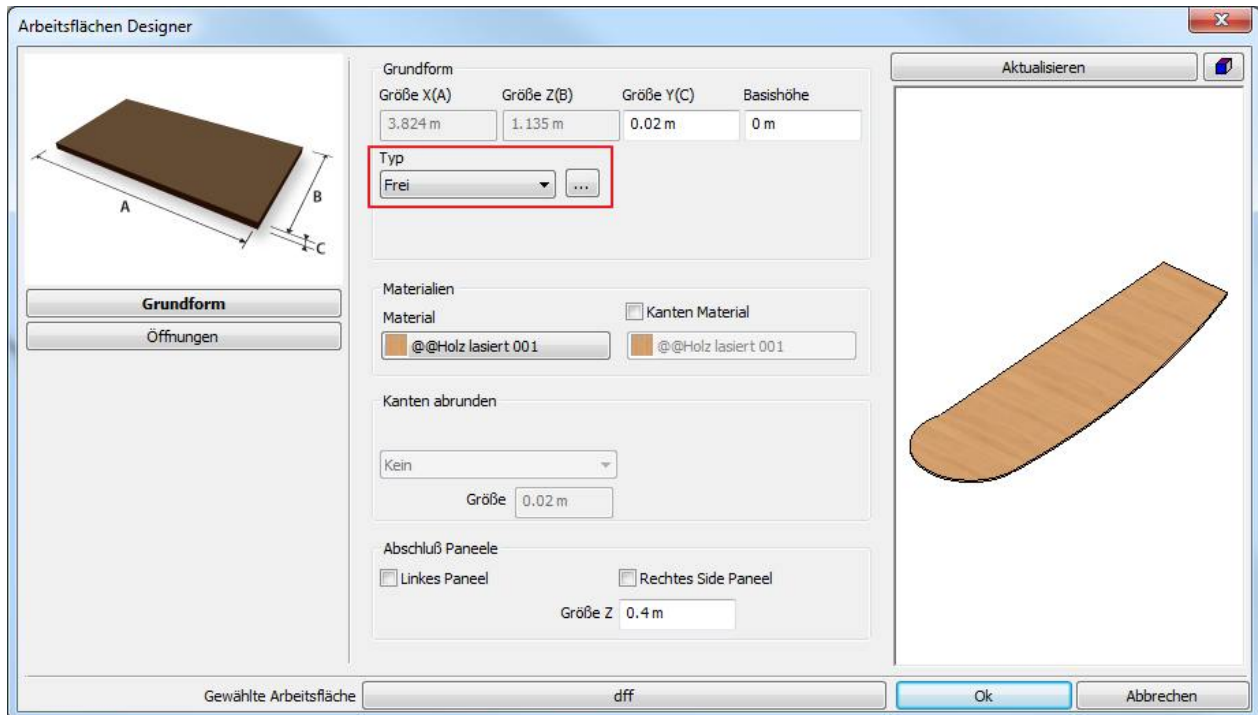 Arbeitsflächen Designer
A
B
C
Grundform
Öffnungen
Grundform
Größe X(A) Größe Z(B) Größe Y(C) Basishöhe
3.824 m 1.135 m 0.02 m 0 m
Typ
Frei ...
Materialien
Material Kanten Material
@@Holz lasiert 001 @@Holz lasiert 001
Kanten abrunden
Kein
Größe 0.02 m
Abschluß Paneele
Linkes Paneel Rechtes Side Paneel
Größe Z 0.4 m
Aktualisieren
Gewählte Arbeitsfläche dff Ok Abbrechen